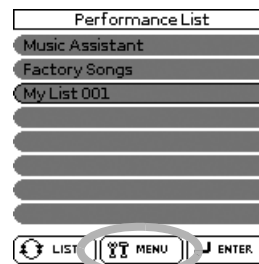 Performance List
Music Assistant
Factory Songs
My List 001
LIST MENU ENTER